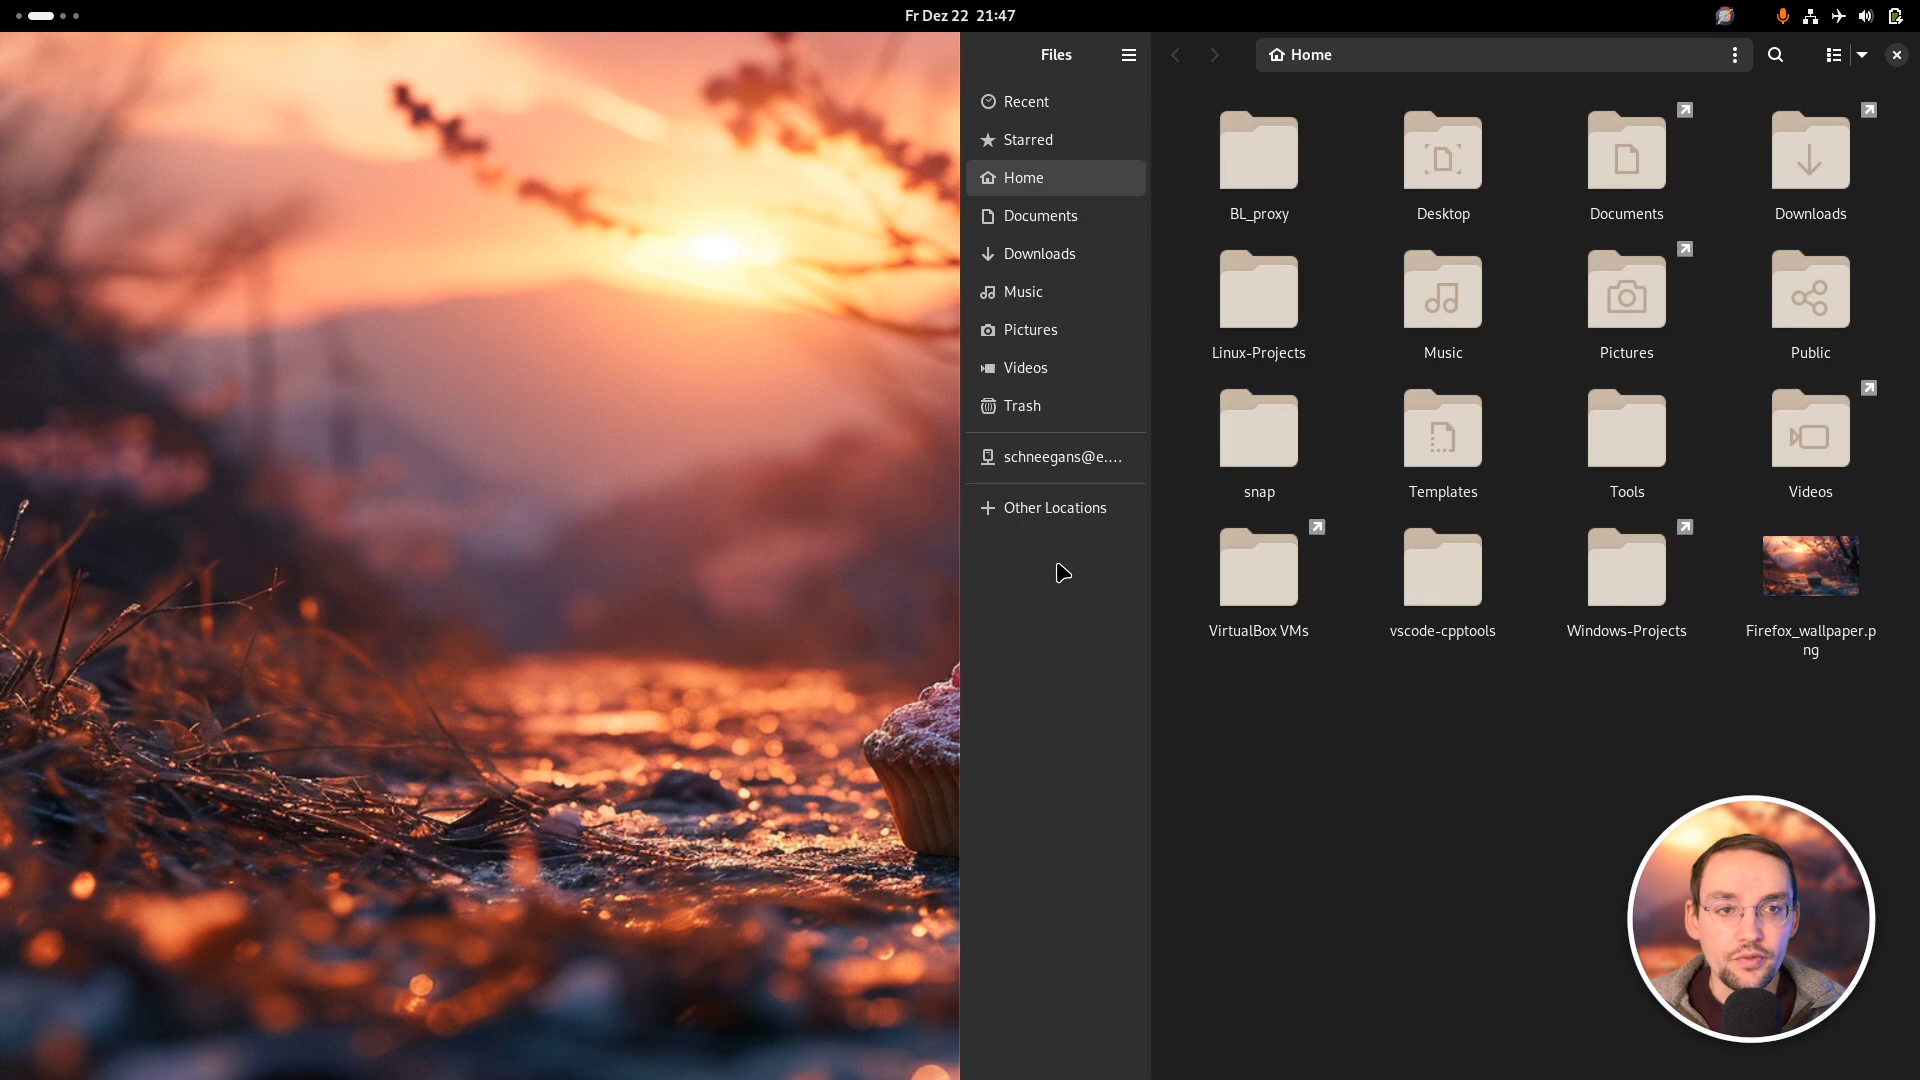 Fr Dez 22 21:47
Files
Home
Recent
Starred
Home
Documents
Downloads
Music
Pictures
Videos
Trash
schneegans@e....
Other Locations
BL_proxy
Desktop
Documents
Downloads
Linux-Projects
Music
Pictures
Public
snap
Templates
Tools
Videos
VirtualBox VMs
vscode-cpptools
Windows-Projects
Firefox_wallpaper.p
ng